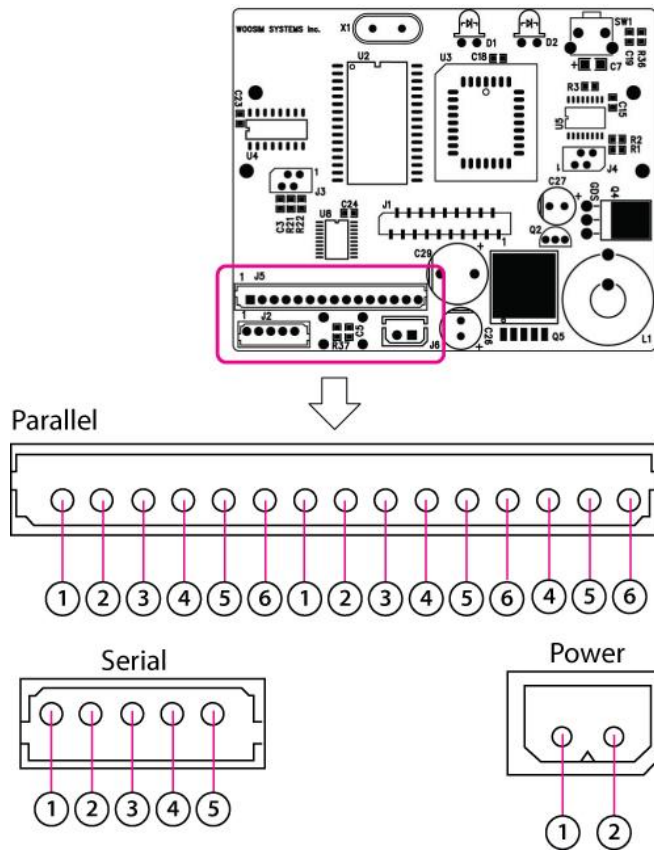 WOOSIM SYSTEMS Inc.
X1
D1
D2
SW1
C19
R36
U2
U3
C18
C7
R3
C15
C23
U4
U5
R2
R1
J4
1
1
J3
C3
R21
R22
C24
U8
J1
1
C27
GDS
Q4
Q2
C29
1 J5
1 J2
C5
R37
J6
C26
Q5
L1
Parallel
1 2 3 4 5 6 1 2 3 4 5 6 4 5 6
Serial
1 2 3 4 5
Power
1 2